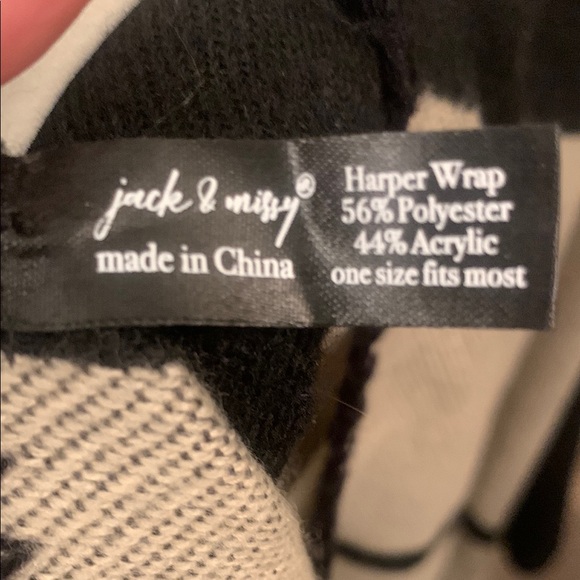 jack & missy®
made in China
Harper Wrap
56% Polyester
44% Acrylic
one size fits most